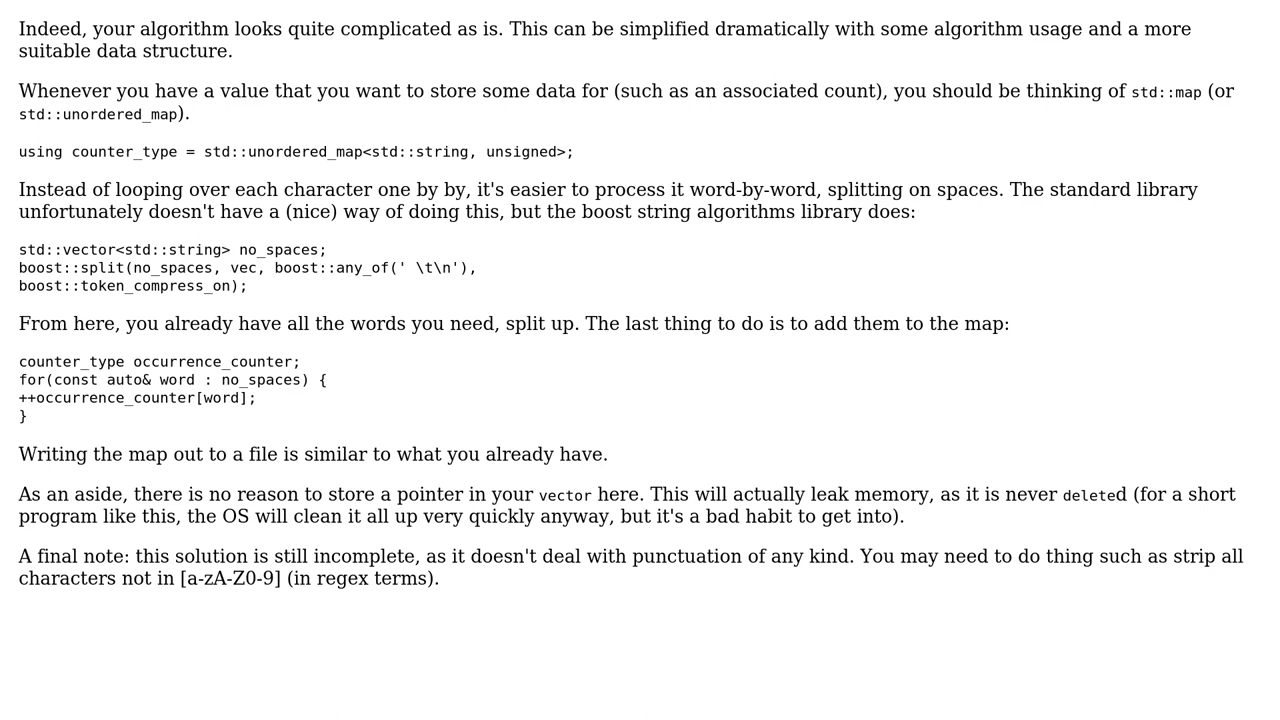 Indeed, your algorithm looks quite complicated as is. This can be simplified dramatically with some algorithm usage and a more
suitable data structure.
Whenever you have a value that you want to store some data for (such as an associated count), you should be thinking of std::map (or
std::unordered_map).
using counter_type = std::unordered_map<std::string, unsigned>;
Instead of looping over each character one by by, it's easier to process it word-by-word, splitting on spaces. The standard library
unfortunately doesn't have a (nice) way of doing this, but the boost string algorithms library does:
std::vector<std::string> no_spaces;
boost::split(no_spaces, vec, boost::any_of(' \t\n'),
boost::token_compress_on);
From here, you already have all the words you need, split up. The last thing to do is to add them to the map:
counter_type occurrence_counter;
for(const auto& word : no_spaces) {
++occurrence_counter[word];
}
Writing the map out to a file is similar to what you already have.
As an aside, there is no reason to store a pointer in your vector here. This will actually leak memory, as it is never deleted (for a short
program like this, the OS will clean it all up very quickly anyway, but it's a bad habit to get into).
A final note: this solution is still incomplete, as it doesn't deal with punctuation of any kind. You may need to do thing such as strip all
characters not in [a-zA-Z0-9] (in regex terms).